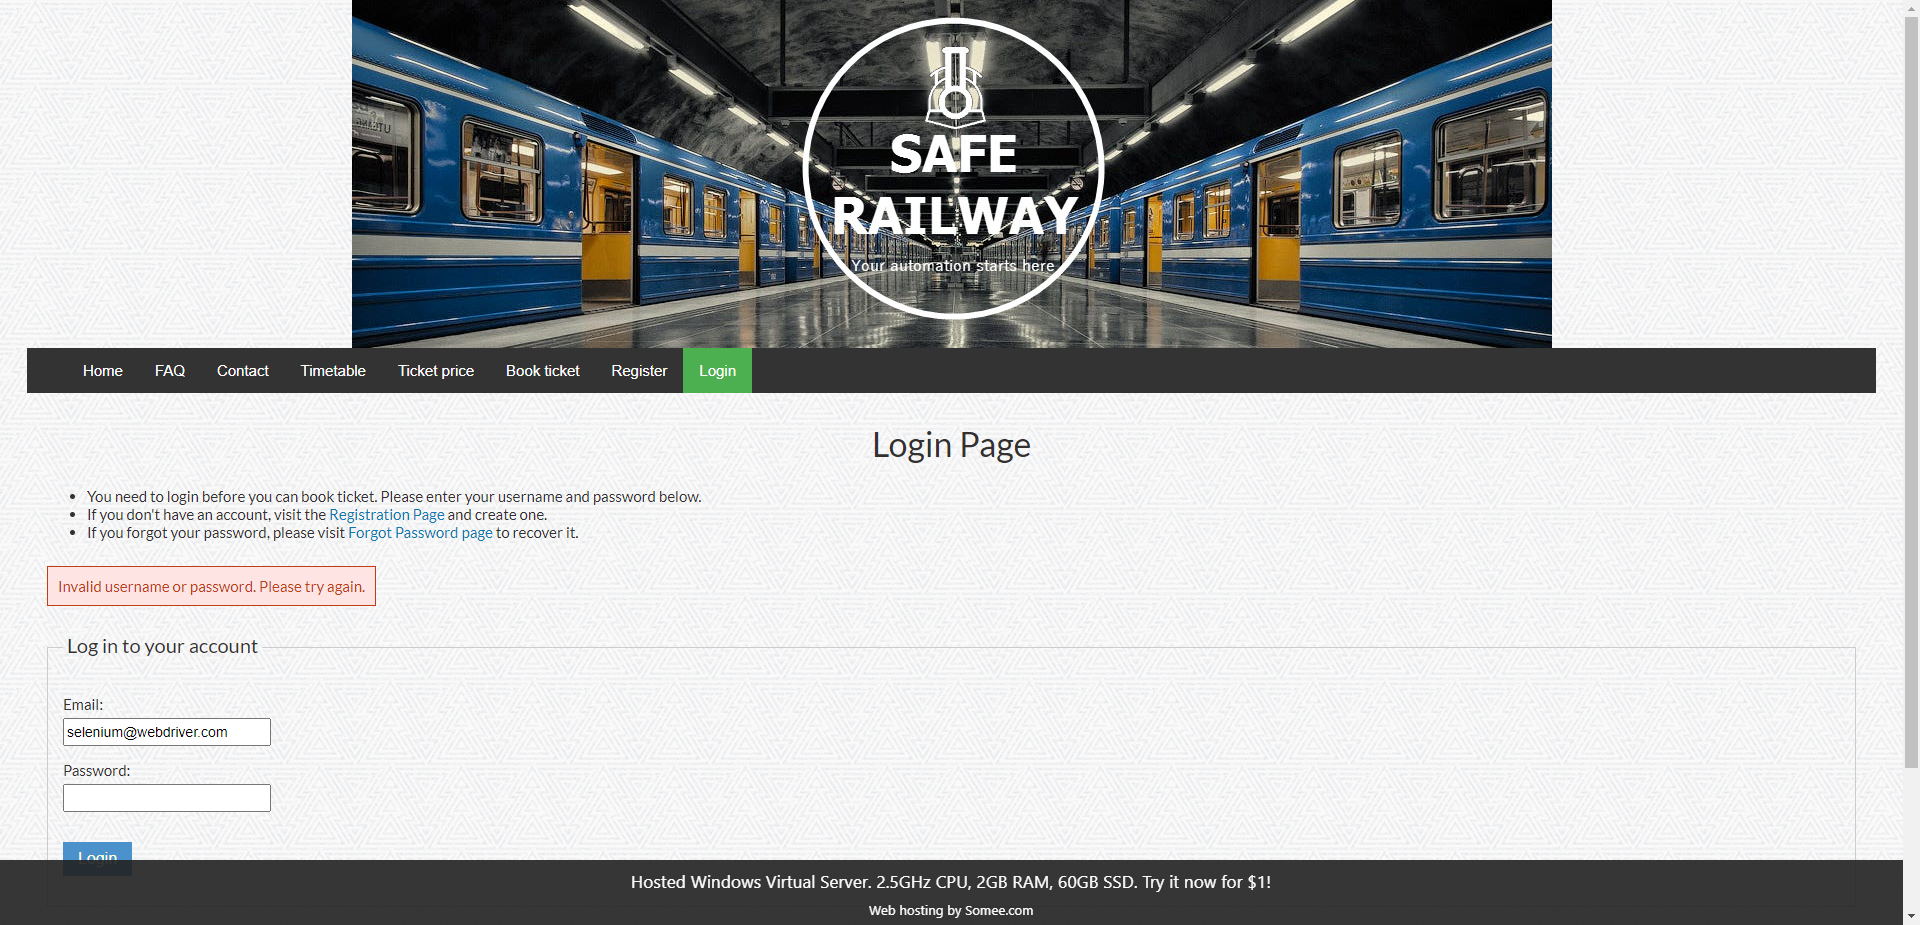 SAFE
RAILWAY
Your automation starts here
Home FAQ Contact Timetable Ticket price Book ticket Register Login
Login Page
• You need to login before you can book ticket. Please enter your username and password below.
• If you don't have an account, visit the Registration Page and create one.
• If you forgot your password, please visit Forgot Password page to recover it.
Invalid username or password. Please try again.
Log in to your account
Email:
selenium@webdriver.com
Password:
Login
Hosted Windows Virtual Server. 2.5GHz CPU, 2GB RAM, 60GB SSD. Try it now for $1!
Web hosting by Somee.com